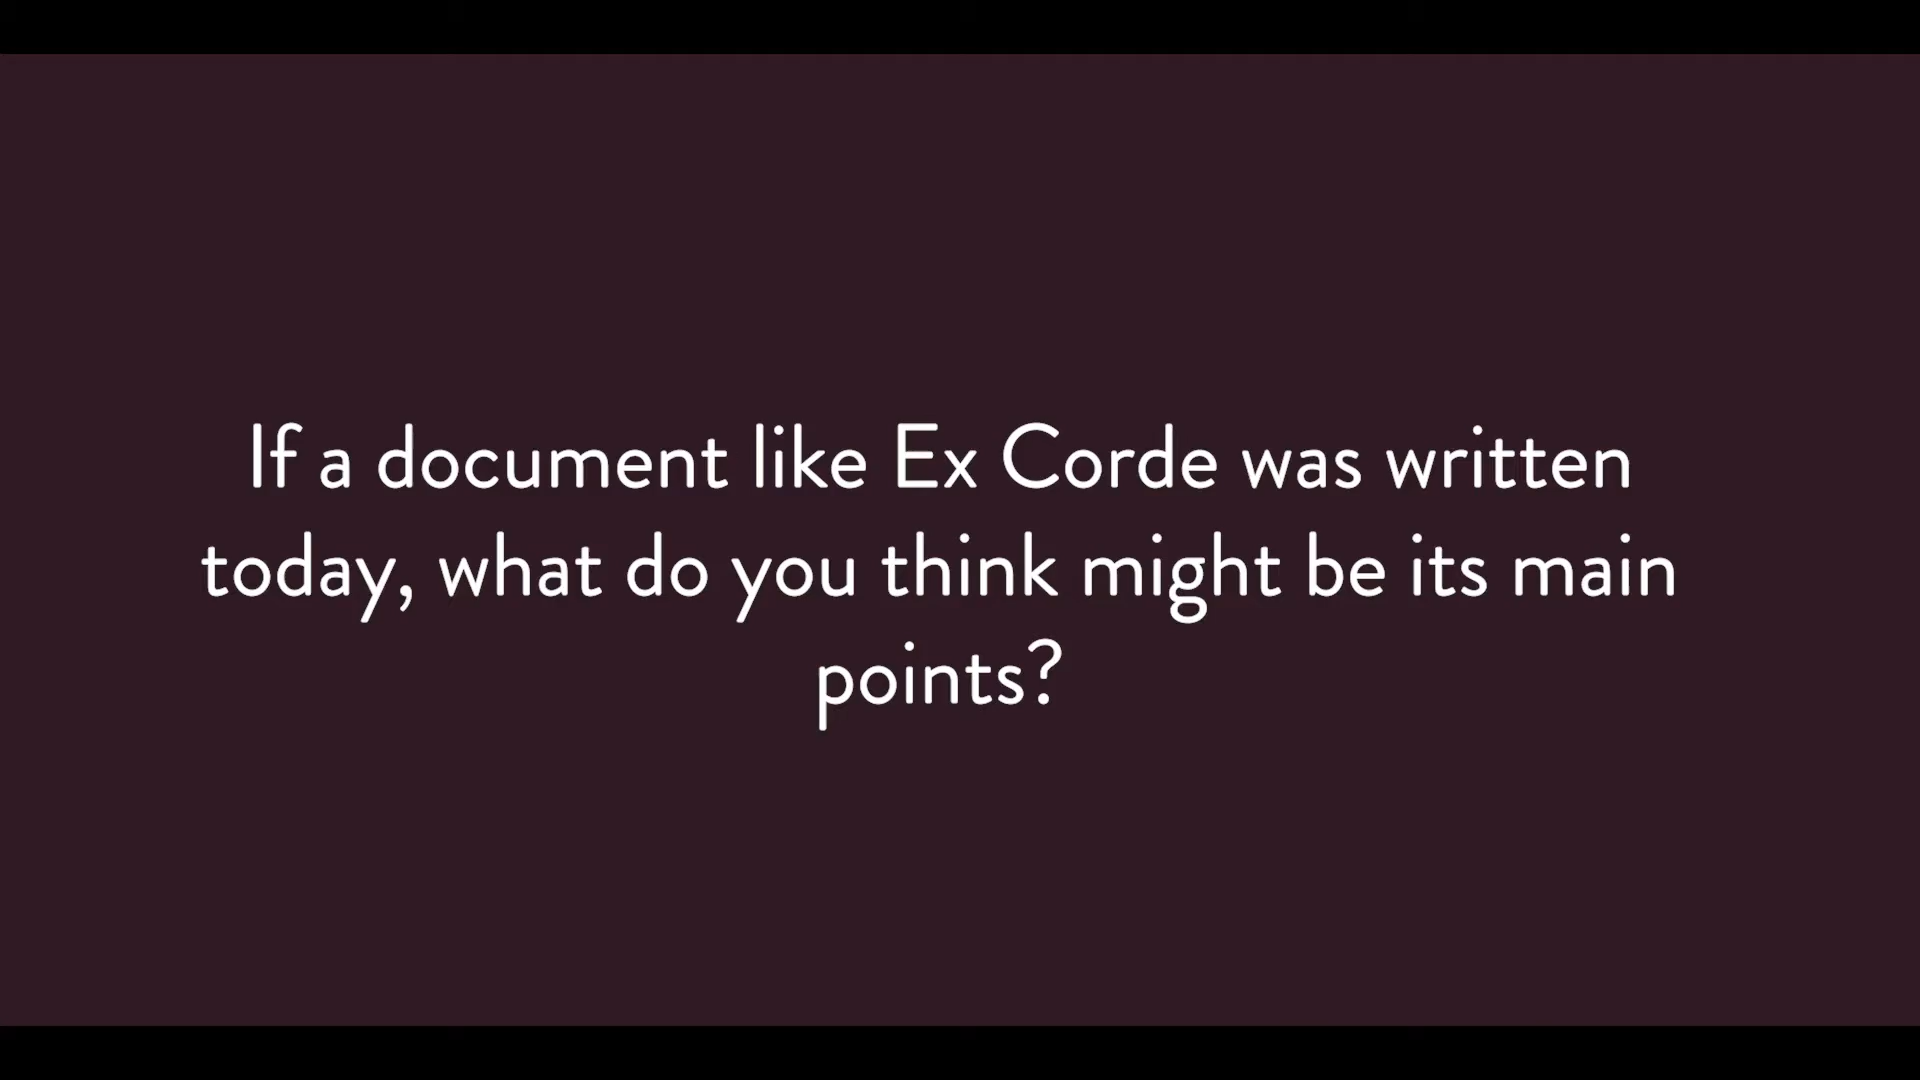 If a document like Ex Corde was written
today, what do you think might be its main
points?